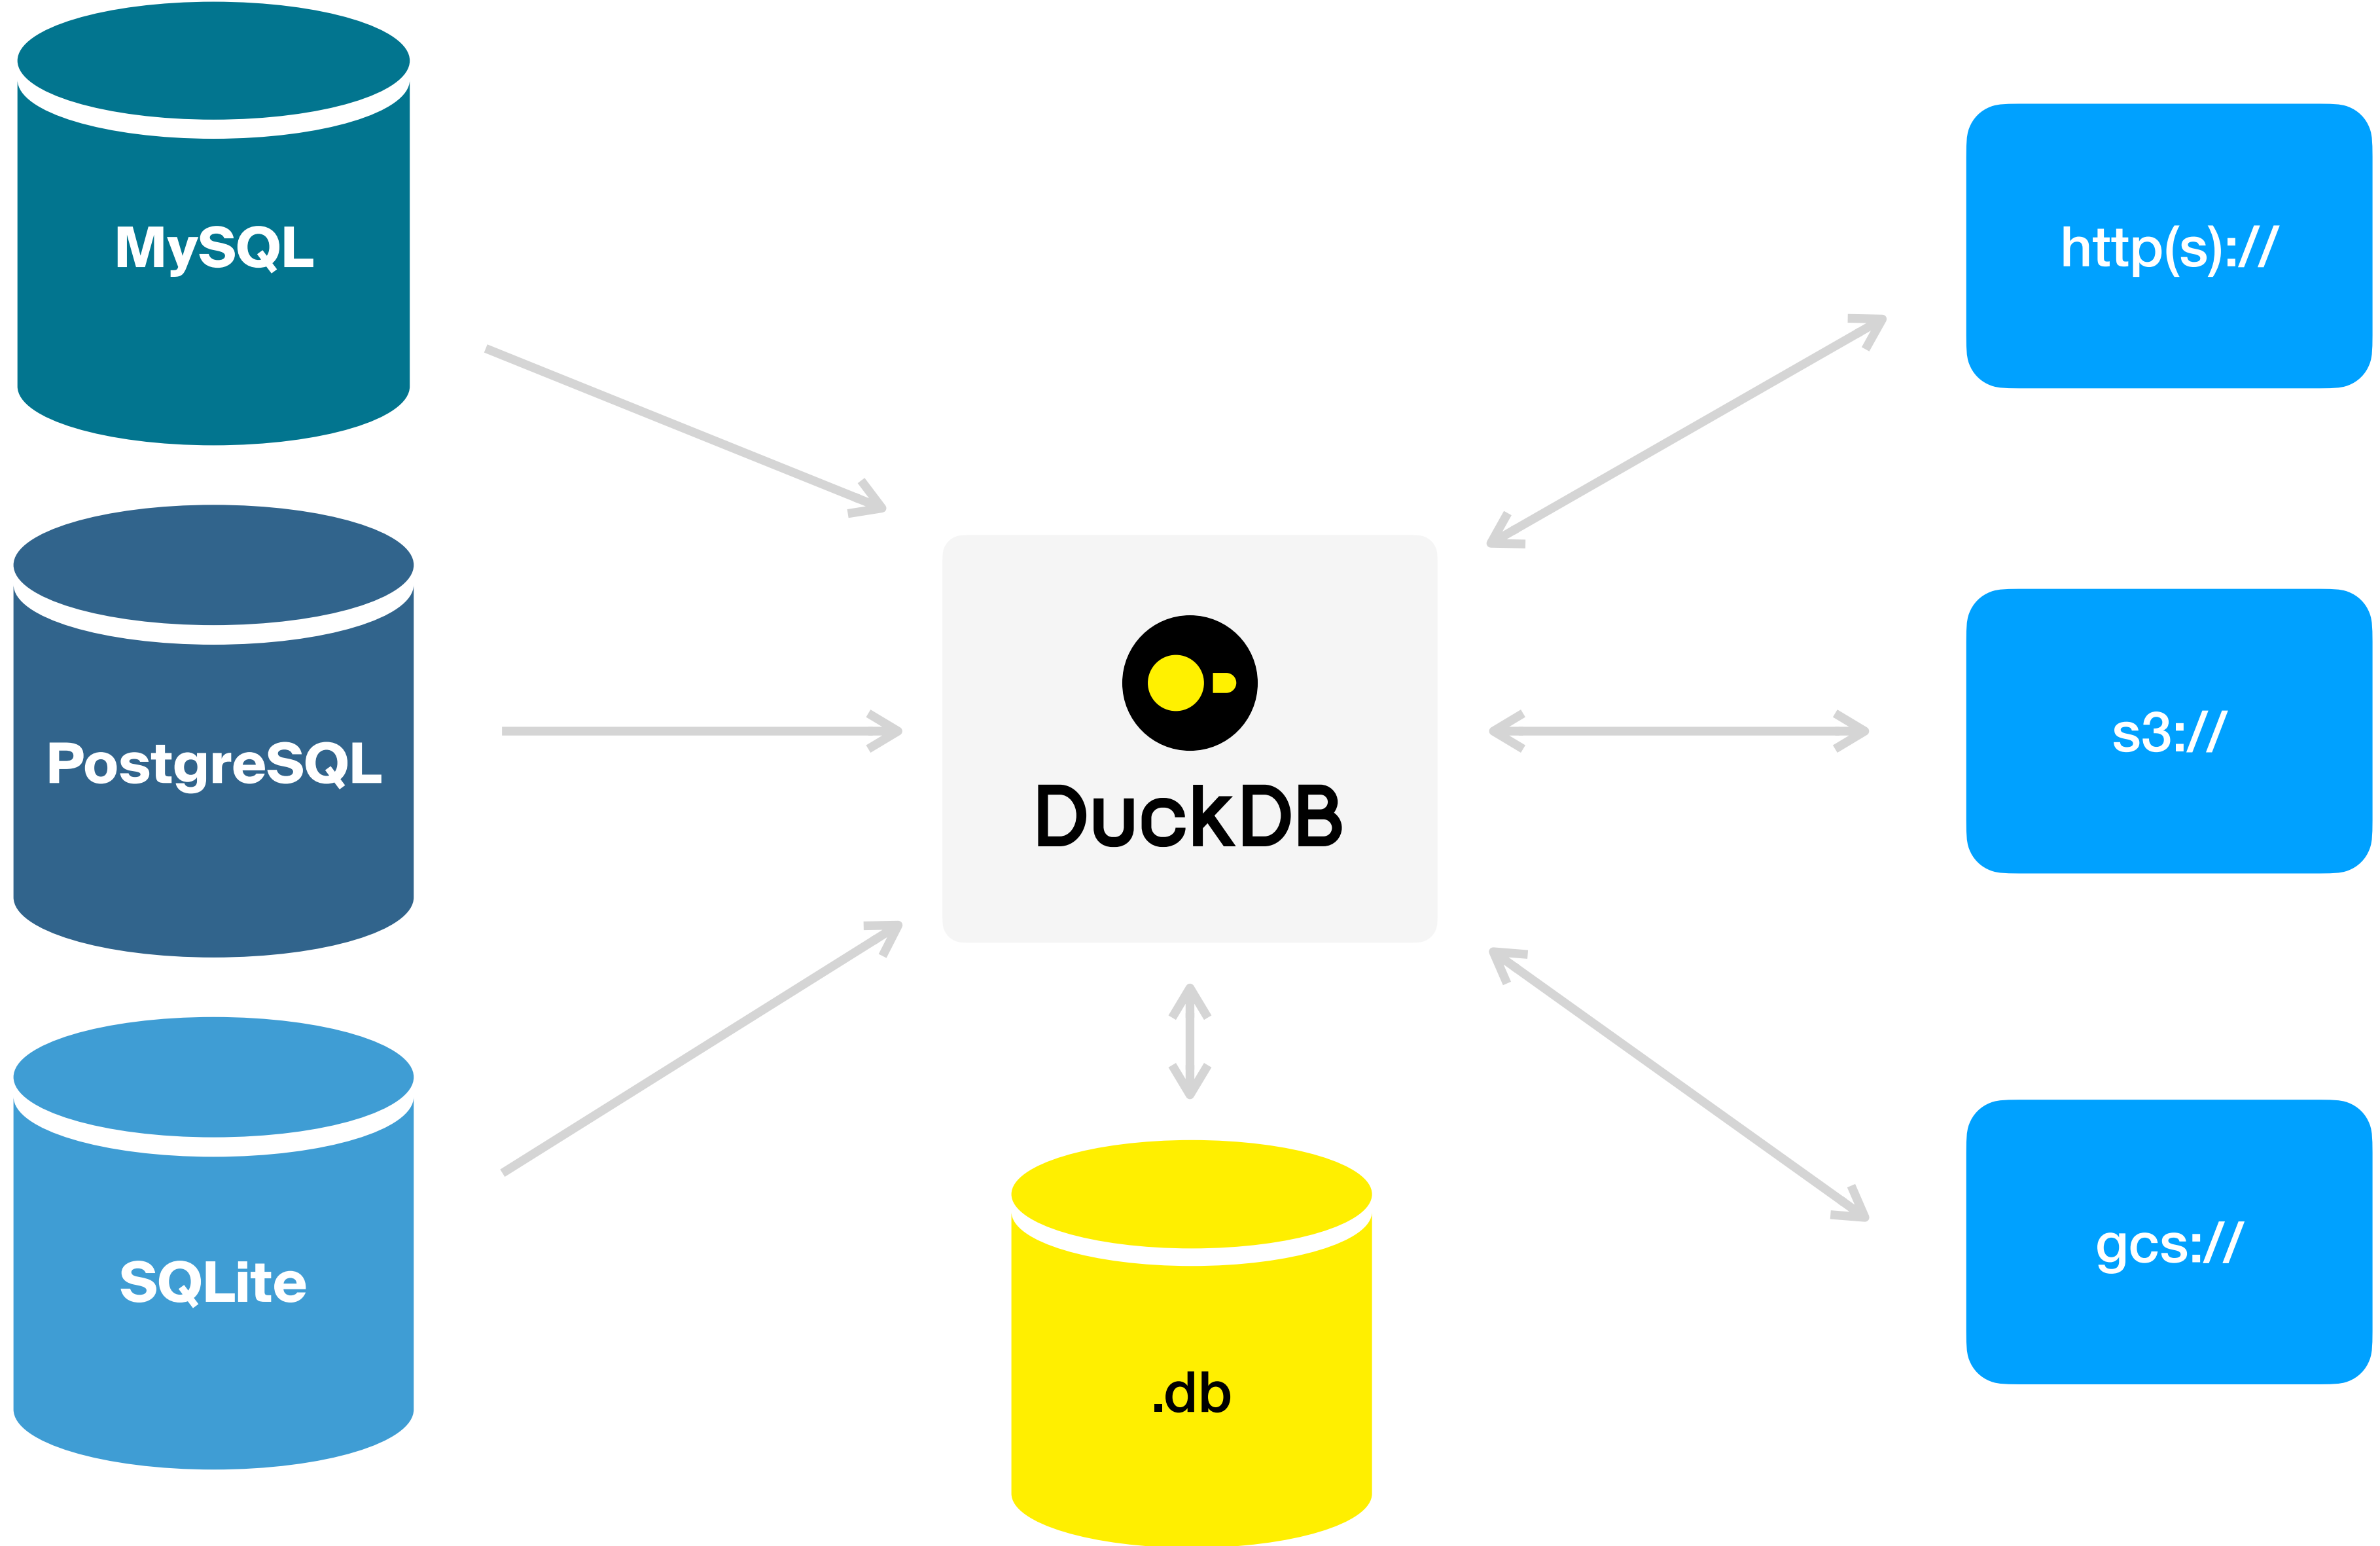 MySQL
PostgreSQL
SQLite
DuckDB
.db
http(s)://
s3://
gcs://